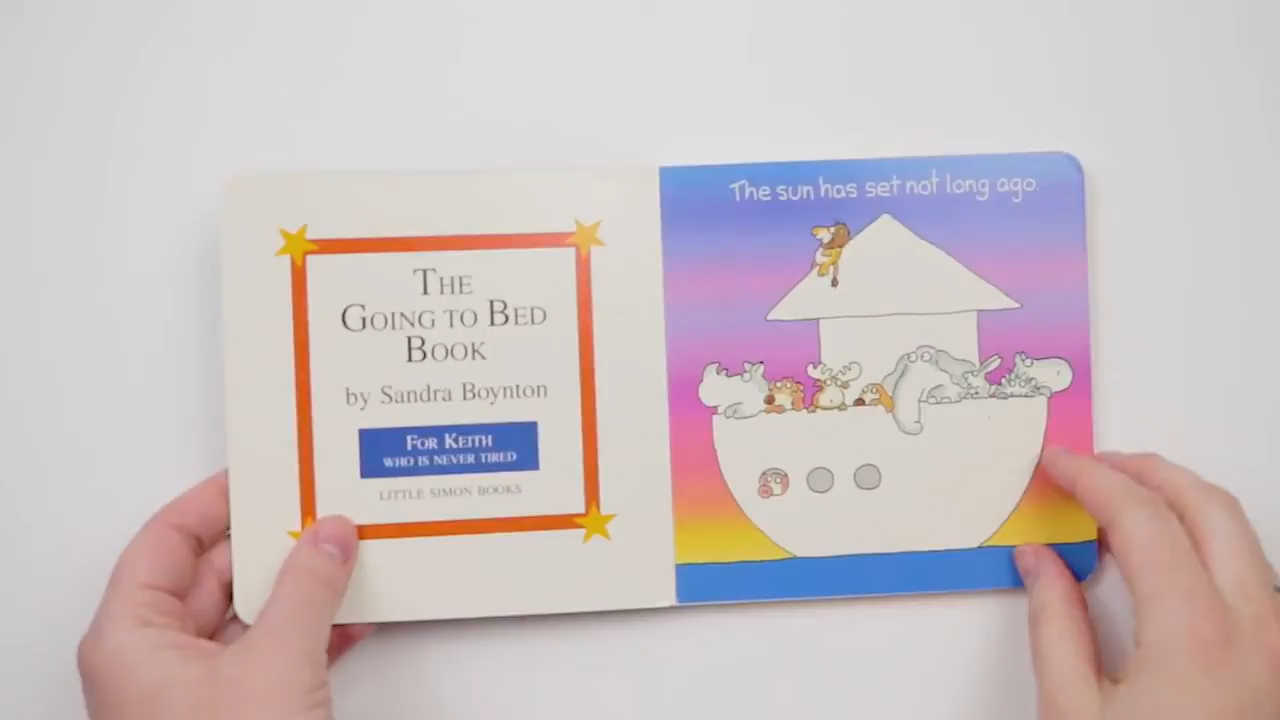 THE
GOING TO BED
BOOK
by Sandra Boynton
FOR KEITH
WHO IS NEVER TIRED
LITTLE SIMON BOOKS
The sun has set not long ago.